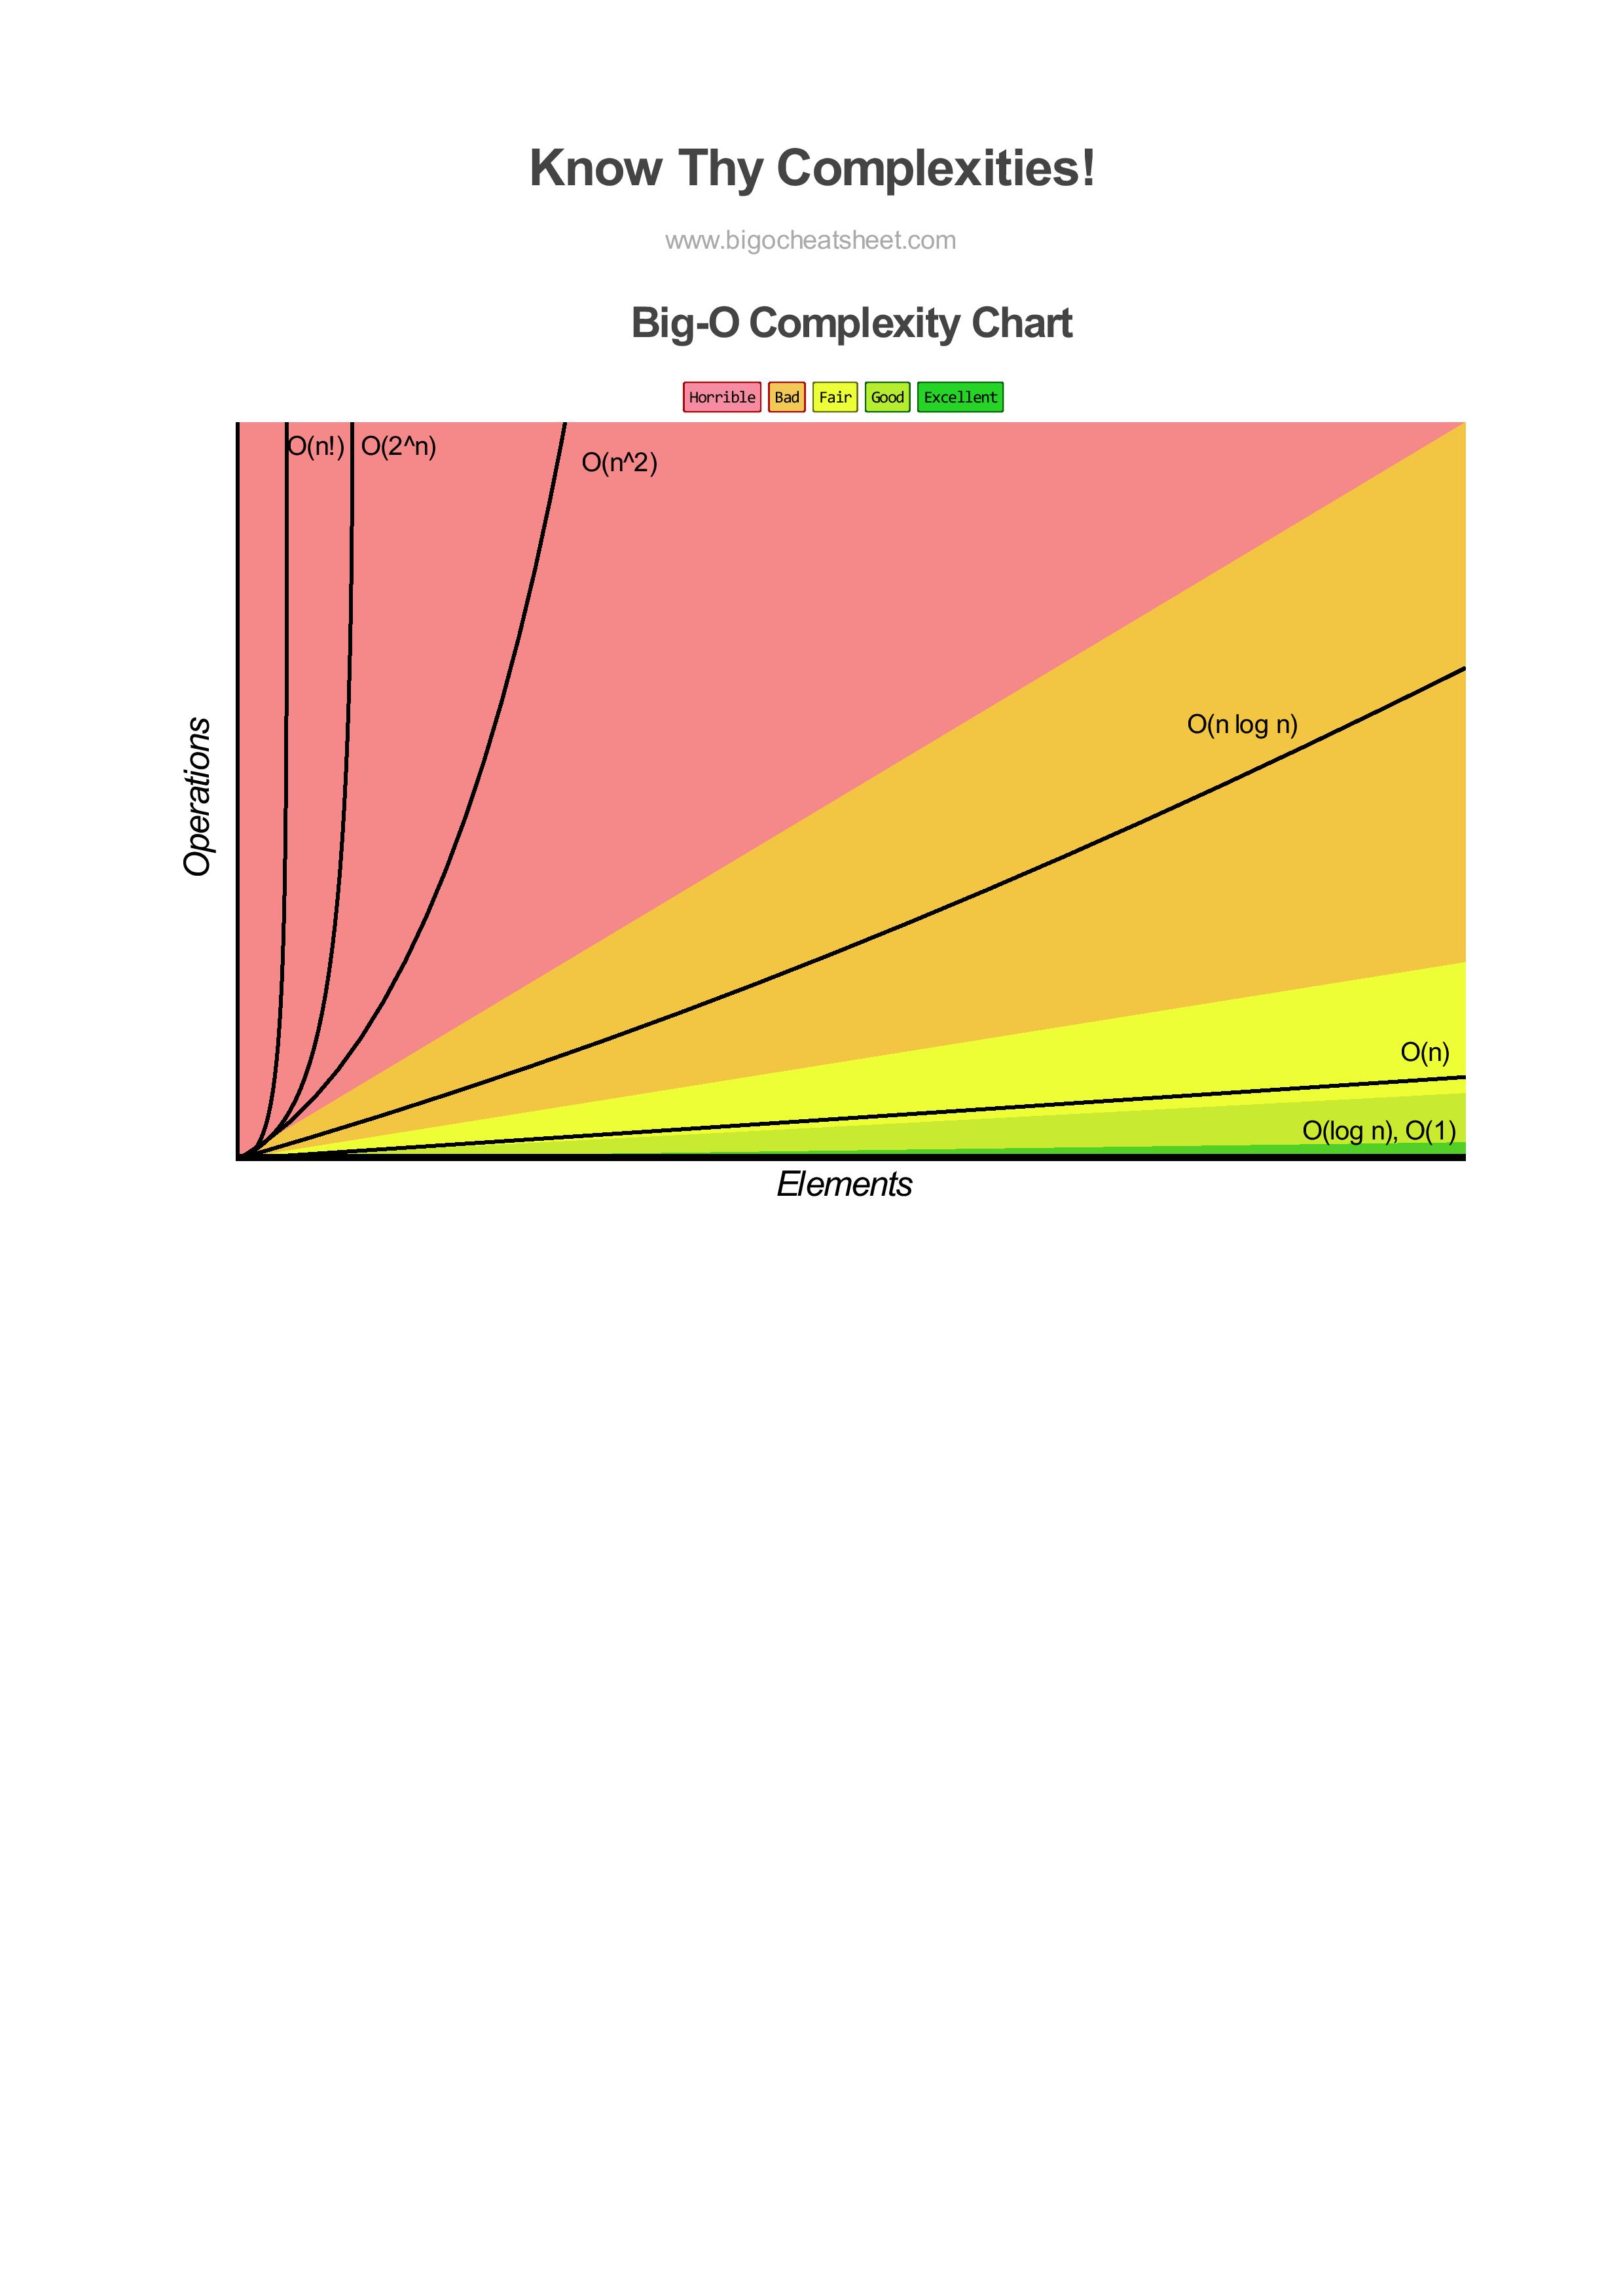 Know Thy Complexities!
www.bigocheatsheet.com
Big-O Complexity Chart
Horrible Bad Fair Good Excellent
O(n!) O(2^n)
O(n^2)
O(n log n)
Operations
O(n)
O(log n), O(1)
Elements